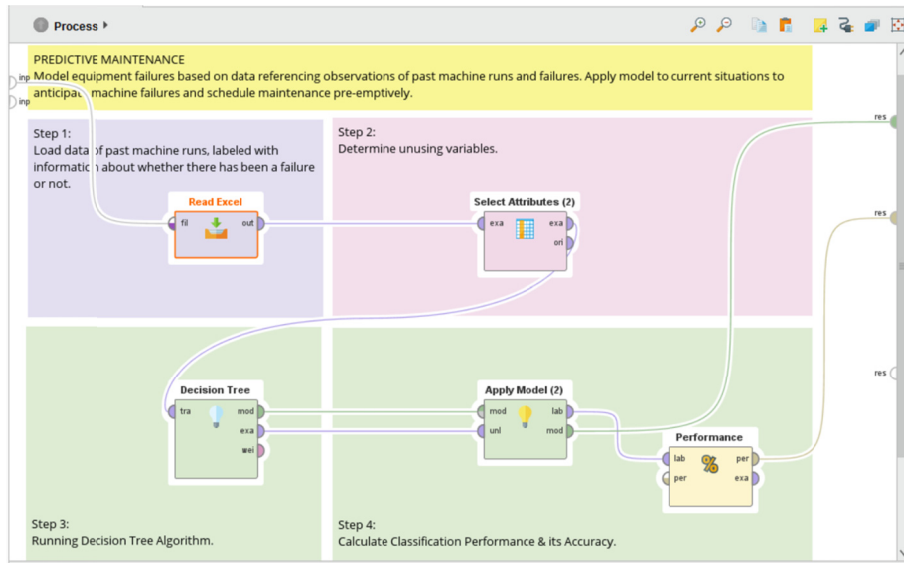 Process
PREDICTIVE MAINTENANCE
inp Model equipment failures based on data referencing observations of past machine runs and failures. Apply model to current situations to
inp anticipate machine failures and schedule maintenance pre-emptively.
res
Step 1:
Load data of past machine runs, labeled with
information about whether there has been a failure
or not.
Step 2:
Determine unusing variables.
Read Excel
fil out
Select Attributes (2)
exa exa
ori
res
res
Decision Tree
tra mod
exa
wei
Apply Model (2)
mod lab
unl mod
Performance
lab per
per exa
%
Step 3:
Running Decision Tree Algorithm.
Step 4:
Calculate Classification Performance & its Accuracy.